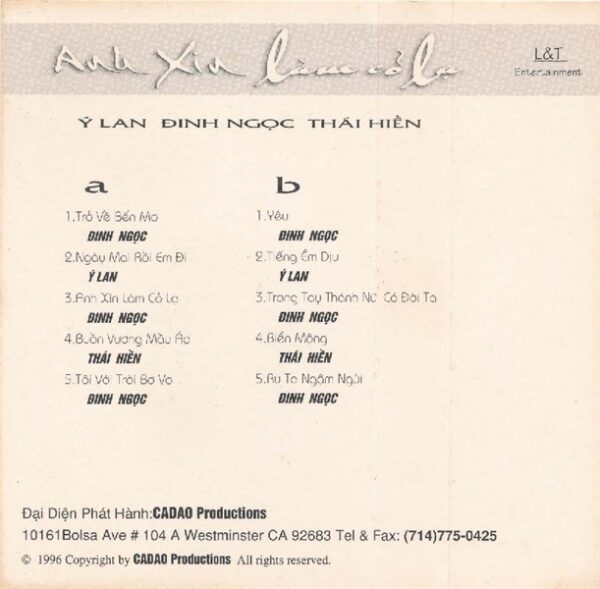 Anh Xin làm cỏ lạ
L&T
Entertainment
Ý LAN ĐINH NGỌC THÁI HIỀN
a
1.Trở Về Bến Mơ
ĐINH NGỌC
2.Ngày Mai Rồi Em Đi
Ý LAN
3.Anh Xin Làm Cỏ Lạ
ĐINH NGỌC
4.Buồn Vương Mầu Áo
THÁI HIỀN
5.Tôi Với Trời Bơ Vơ
ĐINH NGỌC
b
1.Yêu
ĐINH NGỌC
2.Tiếng Êm Dịu
Ý LAN
3.Trong Tay Thánh Nữ Có Đời Ta
ĐINH NGỌC
4.Biển Mộng
THÁI HIỀN
5.Ru Ta Ngậm Ngùi
ĐINH NGỌC
Đại Diện Phát Hành:CADAO Productions
10161Bolsa Ave # 104 A Westminster CA 92683 Tel & Fax: (714)775-0425
© 1996 Copyright by CADAO Productions All rights reserved.